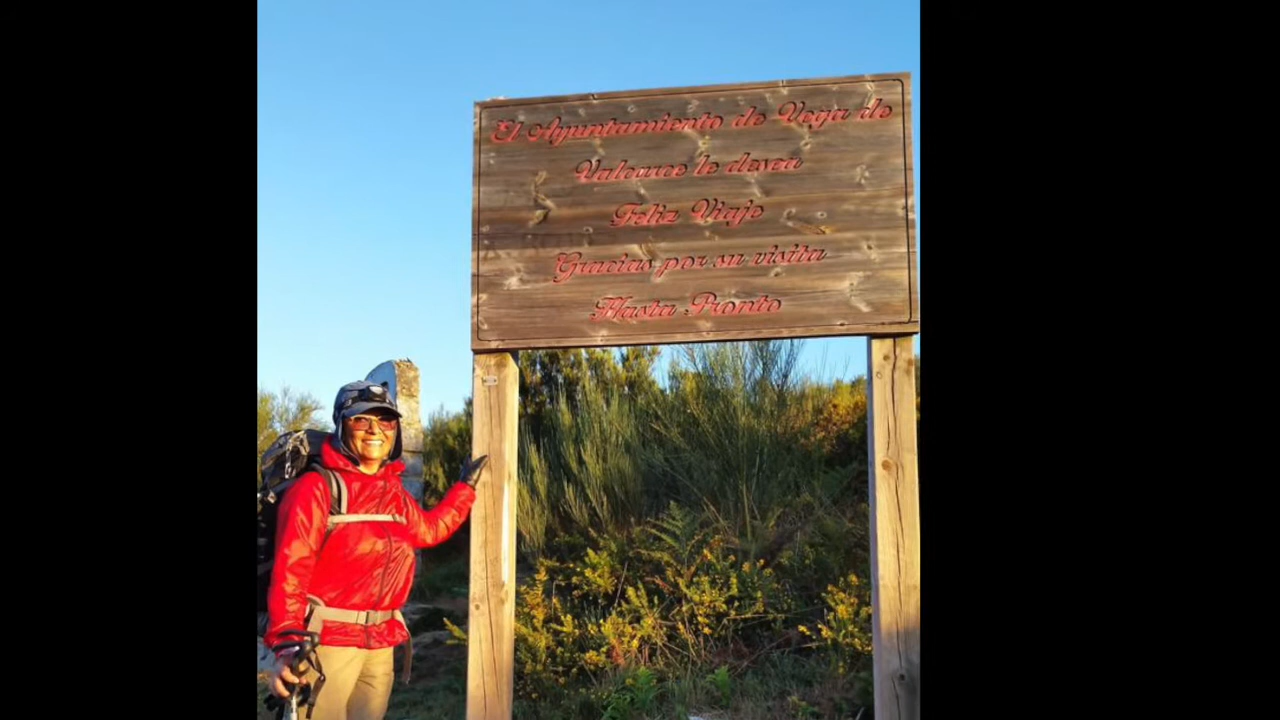 El Ayuntamiento de Vega de
Valcarce le desea
Feliz Viaje
Gracias por su visita
Hasta Pronto